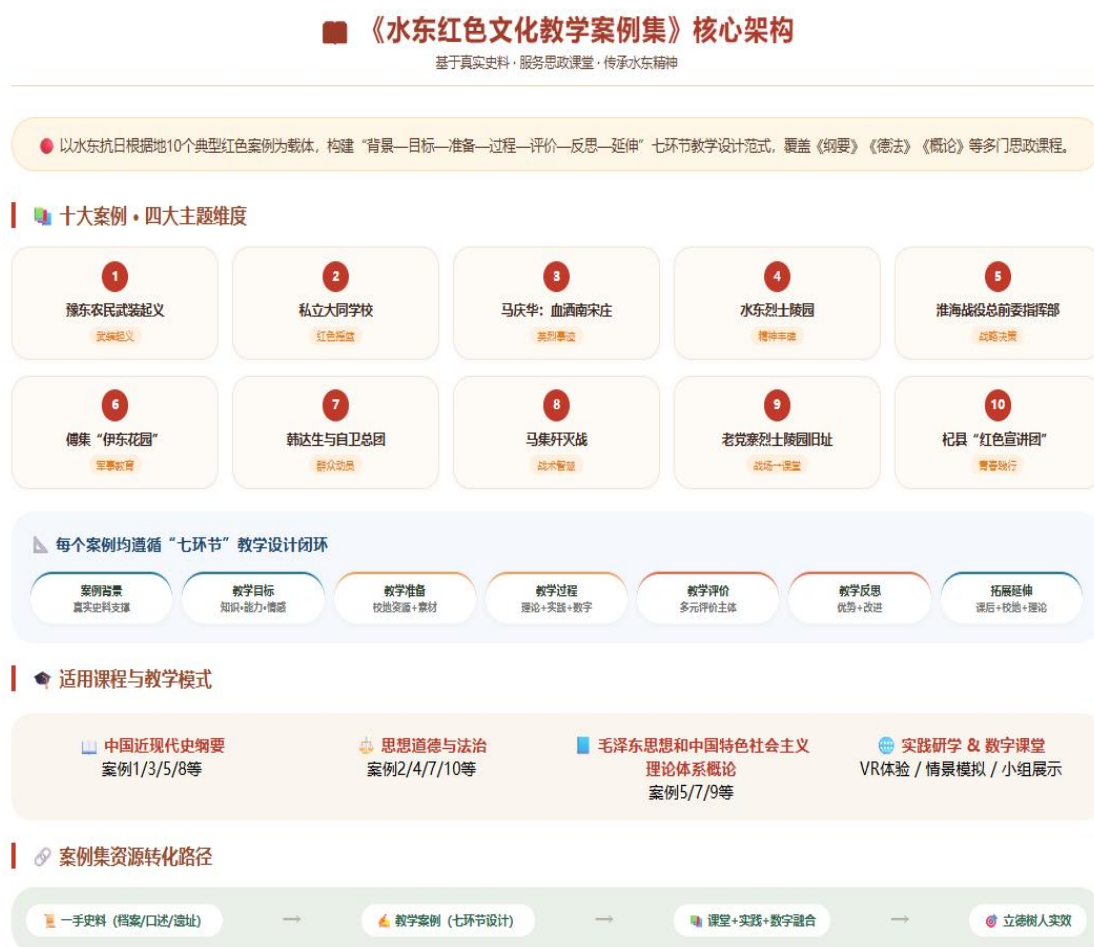 《水东红色文化教学案例集》核心架构
基于真实史料·服务思政课堂·传承水东精神
以水东抗日根据地10个典型红色案例为载体，构建“背景—目标—准备—过程—评价—反思—延伸”七环节教学设计范式，覆盖《纲要》《德法》《概论》等多门思政课程。
十大案例·四大主题维度
1
豫东农民武装起义
武装起义
2
私立大同学校
红色摇篮
3
马庆华：血洒南宋庄
英烈事迹
4
水东烈士陵园
精神丰碑
5
淮海战役总前委指挥部
战略决策
6
傅集“伊东花园”
军事教育
7
韩达生与自卫总团
群众动员
8
马集歼灭战
战术智慧
9
老党寨烈士陵园旧址
战场→课堂
10
杞县“红色宣讲团”
青春践行
每个案例均遵循“七环节”教学设计闭环
案例背景
真实史料支撑
教学目标
知识+能力+情感
教学准备
校地资源+素材
教学过程
理论+实践+数字
教学评价
多元评价主体
教学反思
优势+改进
拓展延伸
课后+校地+理论
适用课程与教学模式
中国近现代史纲要
案例1/3/5/8等
思想道德与法治
案例2/4/7/10等
毛泽东思想和中国特色社会主义
理论体系概论
案例5/7/9等
实践研学 & 数字课堂
VR体验 / 情景模拟 / 小组展示
案例集资源转化路径
一手史料（档案/口述/遗址）
→
教学案例（七环节设计）
→
课堂+实践+数字融合
→
立德树人实效